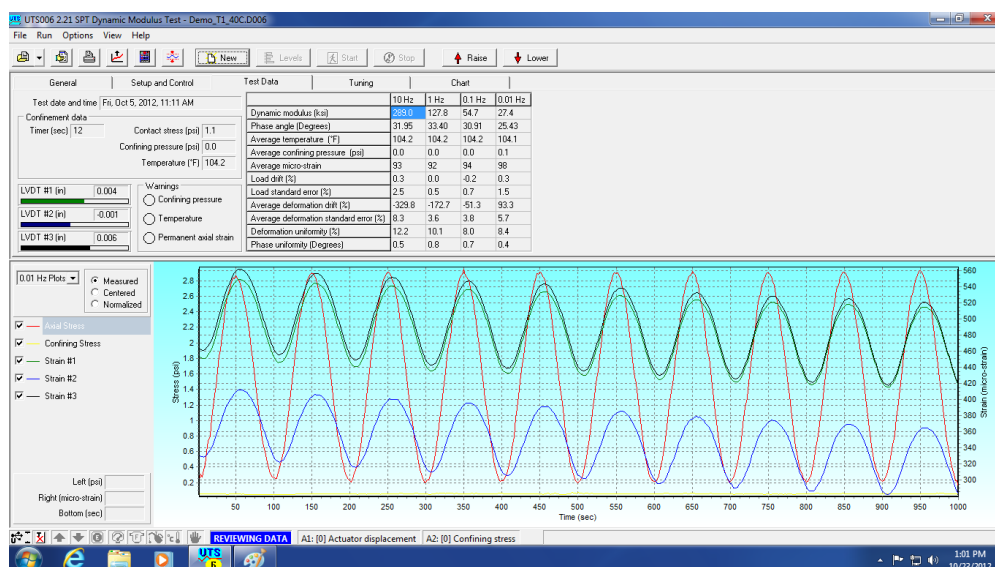 UTS006 2.21 SPT Dynamic Modulus Test - Demo_T1_40C.D006
File Run Options View Help
New Levels Start Stop Raise Lower
General Setup and Control Test Data Tuning Chart
Test date and time Fri, Oct 5, 2012, 11:11 AM
Confinement data
Timer (sec) 12 Contact stress (psi) 1.1
Confining pressure (psi) 0.0
Temperature (°F) 104.2
LVDT #1 (in) 0.004
LVDT #2 (in) -0.001
LVDT #3 (in) 0.006
Warnings
Confining pressure
Temperature
Permanent axial strain
10 Hz 1 Hz 0.1 Hz 0.01 Hz
Dynamic modulus (ksi) 289.0 127.8 54.7 27.4
Phase angle (Degrees) 31.95 33.40 30.91 25.43
Average temperature (°F) 104.2 104.2 104.2 104.1
Average confining pressure (psi) 0.0 0.0 0.0 0.1
Average micro-strain 93 92 94 98
Load drift (%) 0.3 0.0 -0.2 0.3
Load standard error (%) 2.5 0.5 0.7 1.5
Average deformation drift (%) -329.8 -172.7 -51.3 93.3
Average deformation standard error (%) 8.3 3.6 3.8 5.7
Deformation uniformity (%) 12.2 10.1 8.0 8.4
Phase uniformity (Degrees) 0.5 0.8 0.7 0.4
0.01 Hz Plots
Measured
Centered
Normalized
Axial Stress
Confining Stress
Strain #1
Strain #2
Strain #3
Left (psi)
Right (micro-strain)
Bottom (sec)
Stress (psi)
2.8
2.6
2.4
2.2
2
1.8
1.6
1.4
1.2
1
0.8
0.6
0.4
0.2
560
540
520
500
480
460
440
420
400
380
360
340
320
300
Strain (micro-strain)
50 100 150 200 250 300 350 400 450 500 550 600 650 700 750 800 850 900 950 1000
Time (sec)
REVIEWING DATA A1: [0] Actuator displacement A2: [0] Confining stress
UTS
6
1:01 PM
10/23/2012